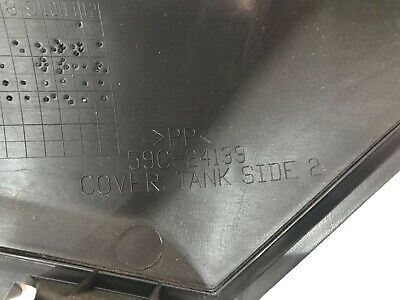 >PP<
59C-24139
COVER, TANK SIDE 2